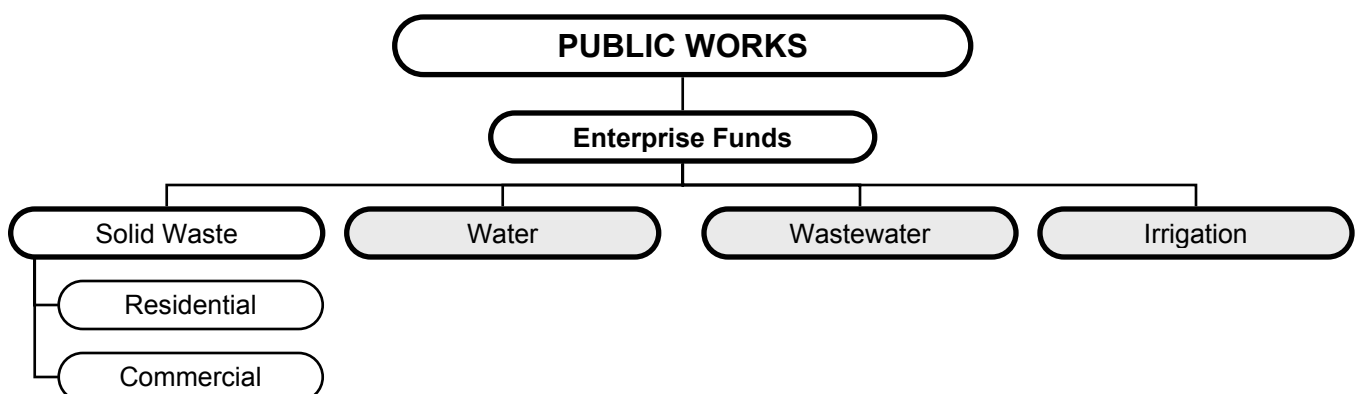 PUBLIC WORKS
Enterprise Funds
Solid Waste
Water
Wastewater
Irrigation
Residential
Commercial